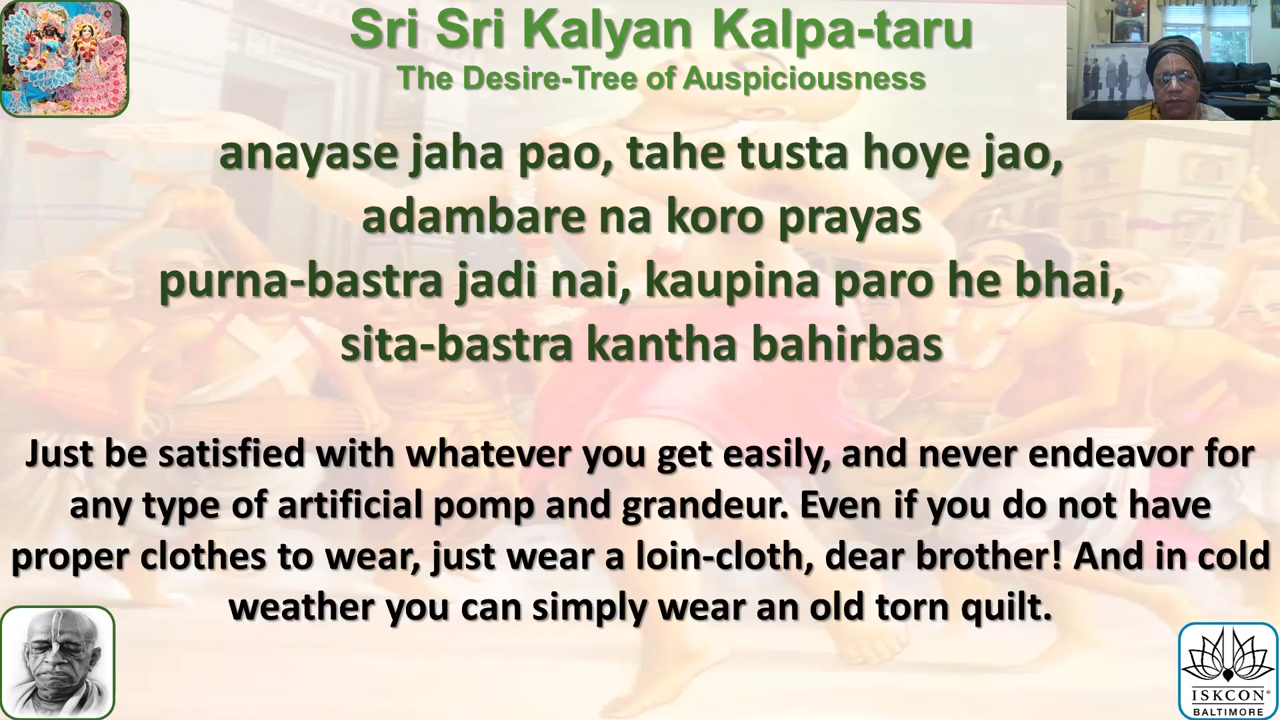 Sri Sri Kalyan Kalpa-taru
The Desire-Tree of Auspiciousness
anayase jaha pao, tahe tusta hoye jao,
adambare na koro prayas
purna-bastra jadi nai, kaupina paro he bhai,
sita-bastra kantha bahirbas
Just be satisfied with whatever you get easily, and never endeavor for
any type of artificial pomp and grandeur. Even if you do not have
proper clothes to wear, just wear a loin-cloth, dear brother! And in cold
weather you can simply wear an old torn quilt.
ISKCON®
BALTIMORE